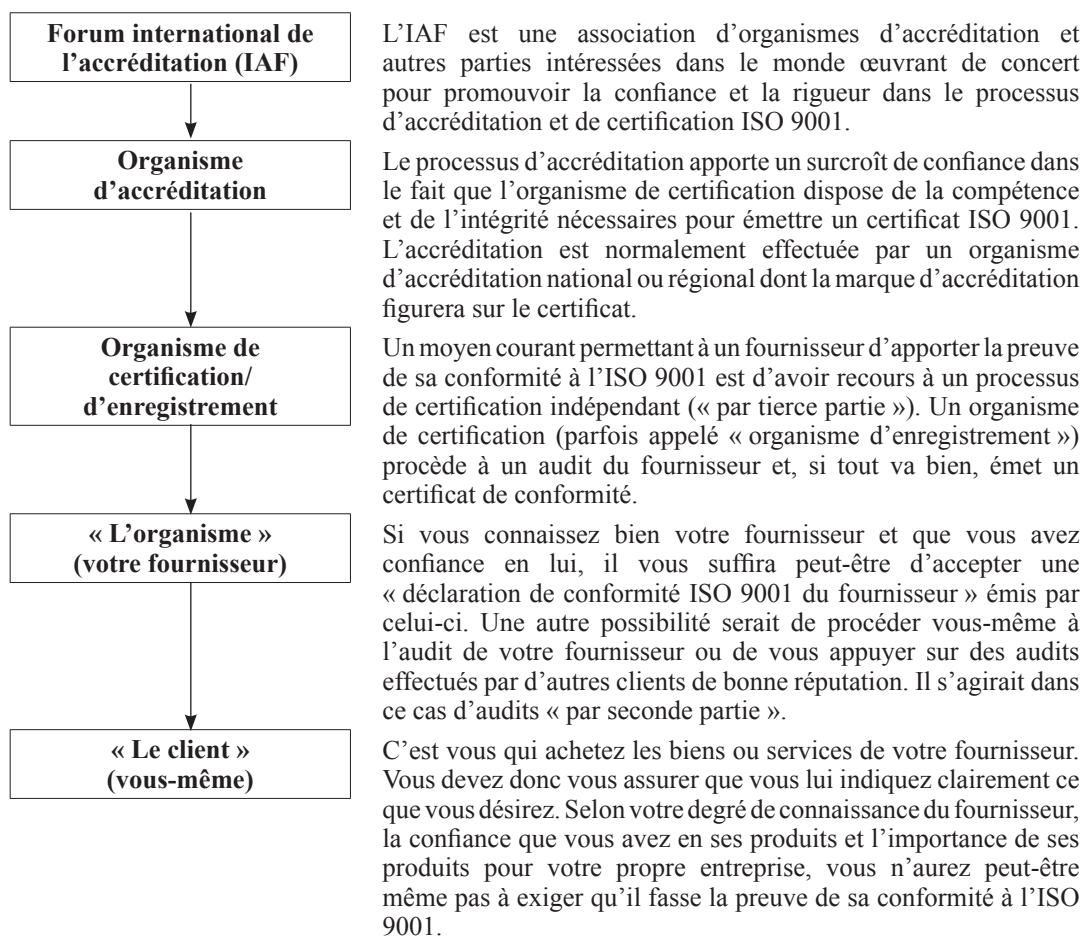 Forum international de
l'accréditation (IAF)
L'IAF est une association d'organismes d'accréditation et
autres parties intéressées dans le monde œuvrant de concert
pour promouvoir la confiance et la rigueur dans le processus
d'accréditation et de certification ISO 9001.
Organisme
d'accréditation
Le processus d'accréditation apporte un surcroît de confiance dans
le fait que l'organisme de certification dispose de la compétence
et de l'intégrité nécessaires pour émettre un certificat ISO 9001.
L'accréditation est normalement effectuée par un organisme
d'accréditation national ou régional dont la marque d'accréditation
figurera sur le certificat.
Organisme de
certification/
d'enregistrement
Un moyen courant permettant à un fournisseur d'apporter la preuve
de sa conformité à l'ISO 9001 est d'avoir recours à un processus
de certification indépendant (« par tierce partie »). Un organisme
de certification (parfois appelé « organisme d'enregistrement »)
procède à un audit du fournisseur et, si tout va bien, émet un
certificat de conformité.
« L'organisme »
(votre fournisseur)
Si vous connaissez bien votre fournisseur et que vous avez
confiance en lui, il vous suffira peut-être d'accepter une
« déclaration de conformité ISO 9001 du fournisseur » émis par
celui-ci. Une autre possibilité serait de procéder vous-même à
l'audit de votre fournisseur ou de vous appuyer sur des audits
effectués par d'autres clients de bonne réputation. Il s'agirait dans
ce cas d'audits « par seconde partie ».
« Le client »
(vous-même)
C'est vous qui achetez les biens ou services de votre fournisseur.
Vous devez donc vous assurer que vous lui indiquez clairement ce
que vous désirez. Selon votre degré de connaissance du fournisseur,
la confiance que vous avez en ses produits et l'importance de ses
produits pour votre propre entreprise, vous n'aurez peut-être
même pas à exiger qu'il fasse la preuve de sa conformité à l'ISO
9001.